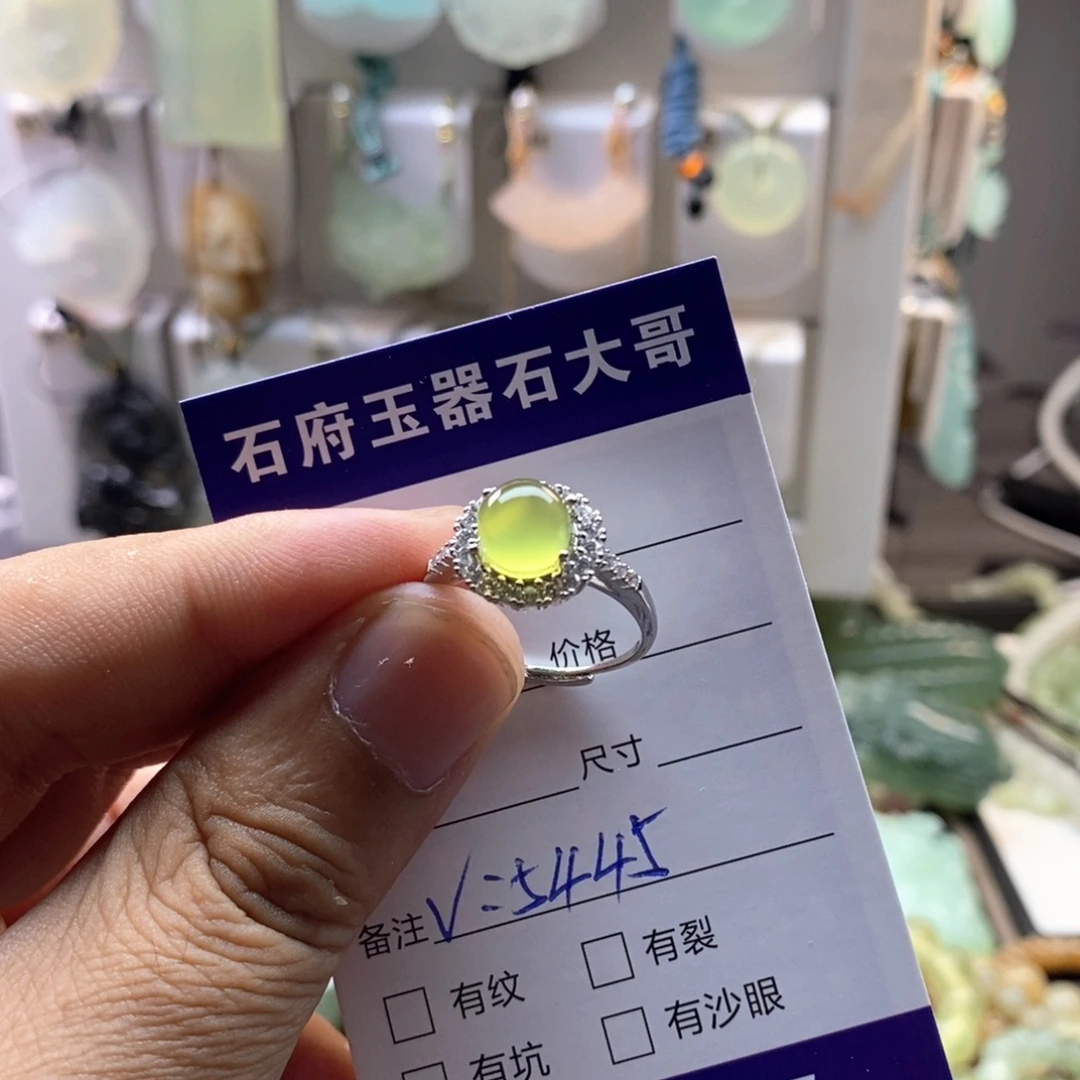 石府玉器石大哥
价格
尺寸
备注V:5445
有纹 有裂
有坑 有沙眼